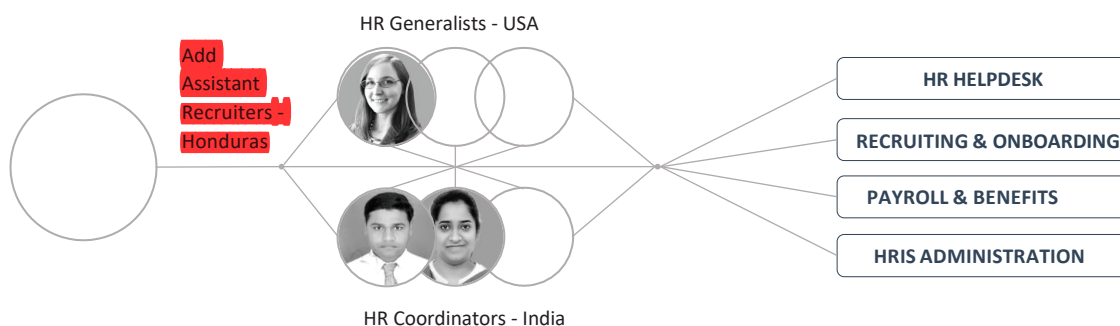 HR Generalists - USA
Add
Assistant
Recruiters -
Honduras
HR HELPDESK
RECRUITING & ONBOARDING
PAYROLL & BENEFITS
HRIS ADMINISTRATION
HR Coordinators - India